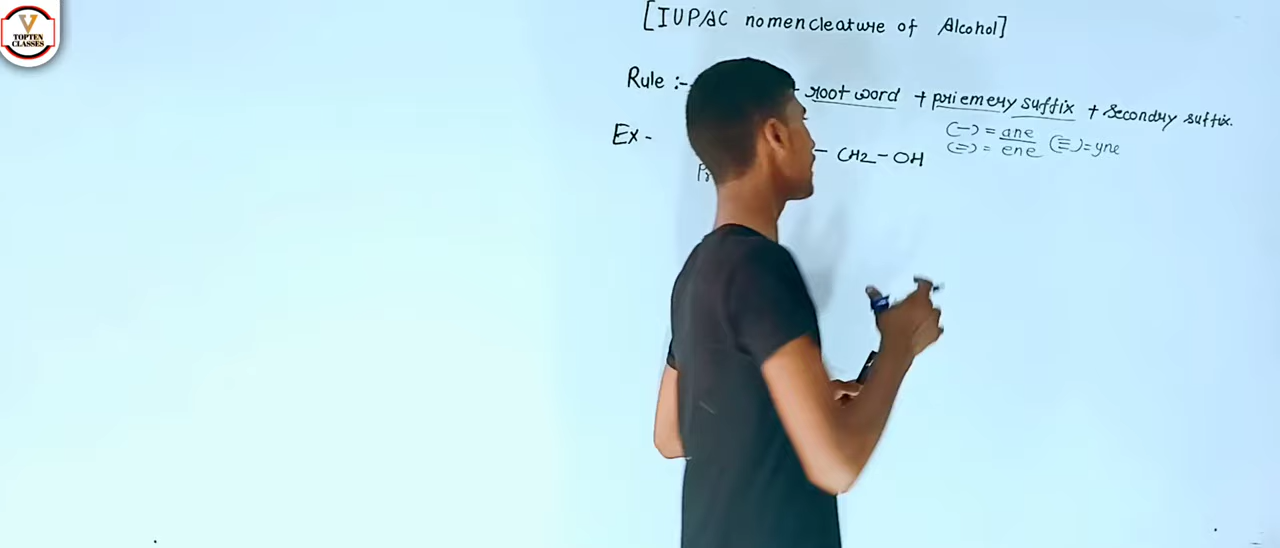 V
TOPTEN
CLASSES
[IUPAC nomencleature of Alcohol]
Rule :- root word + priemery suffix + Secondry suffix.
(-) = ane
(=) = ene (≡) = yne
Ex - - CH2 - OH